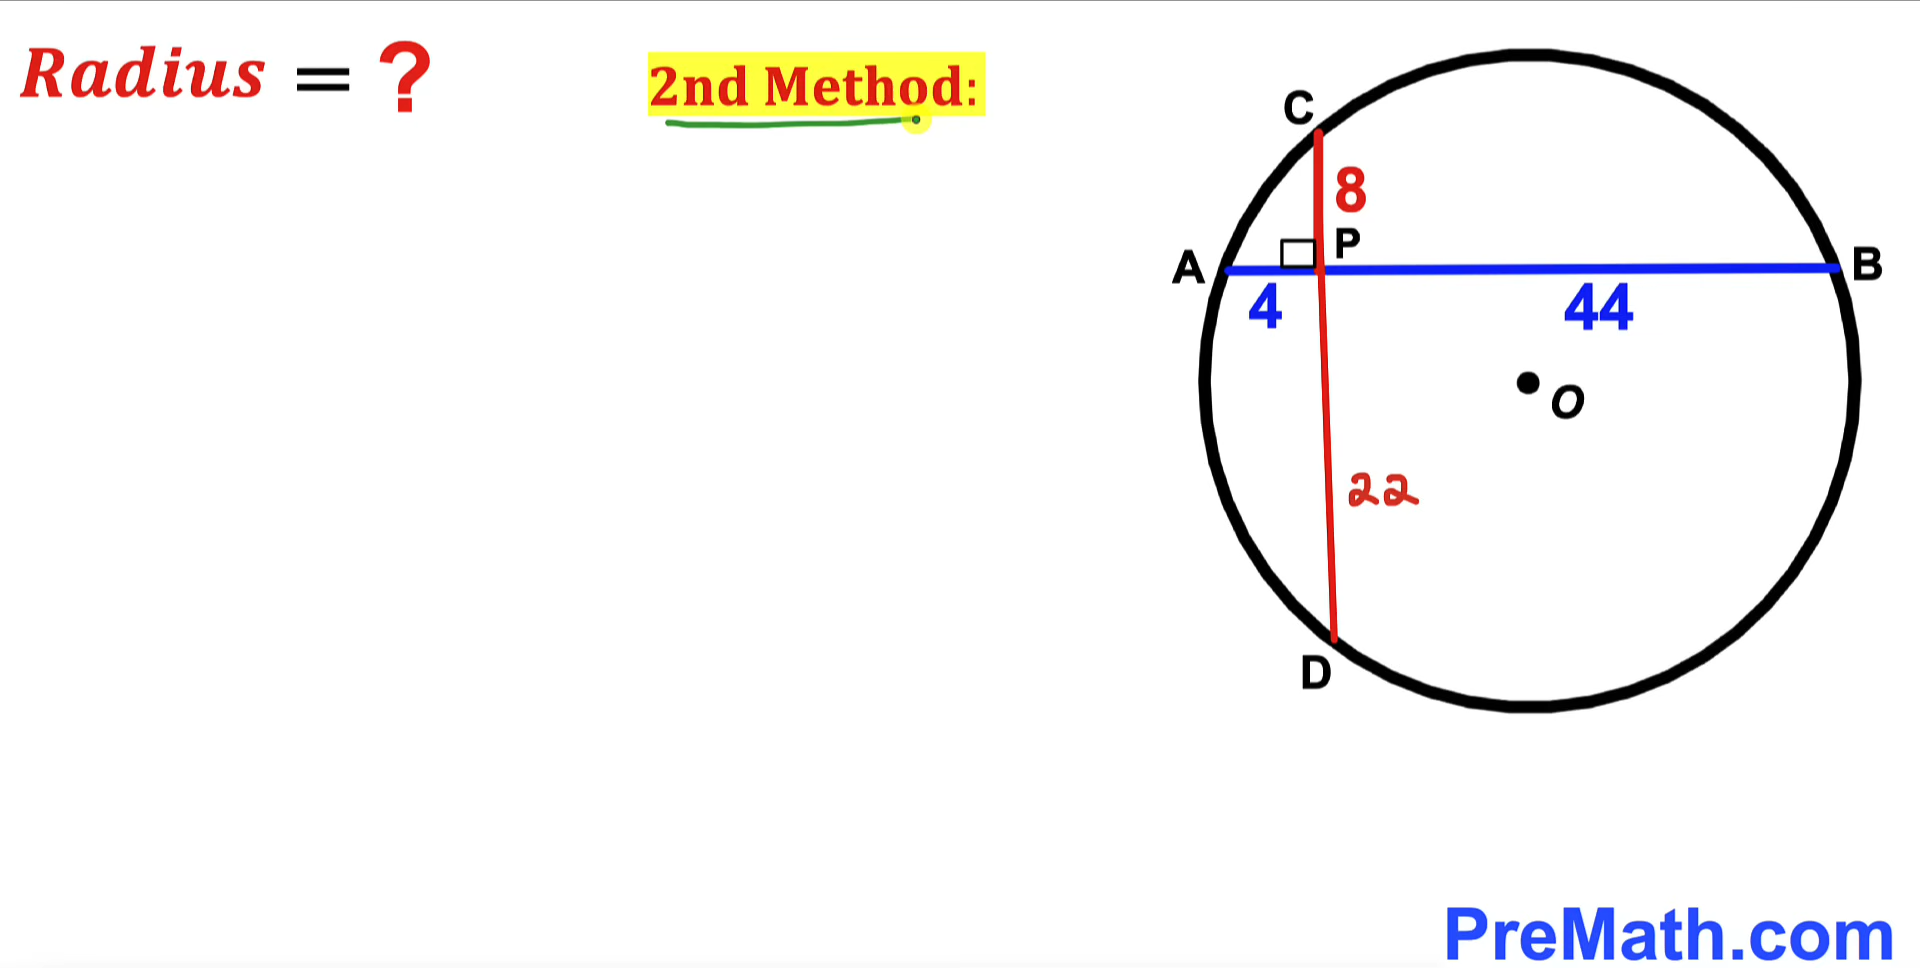 Radius = ?
2nd Method:
C
8
P
A
B
4
44
O
22
D
PreMath.com